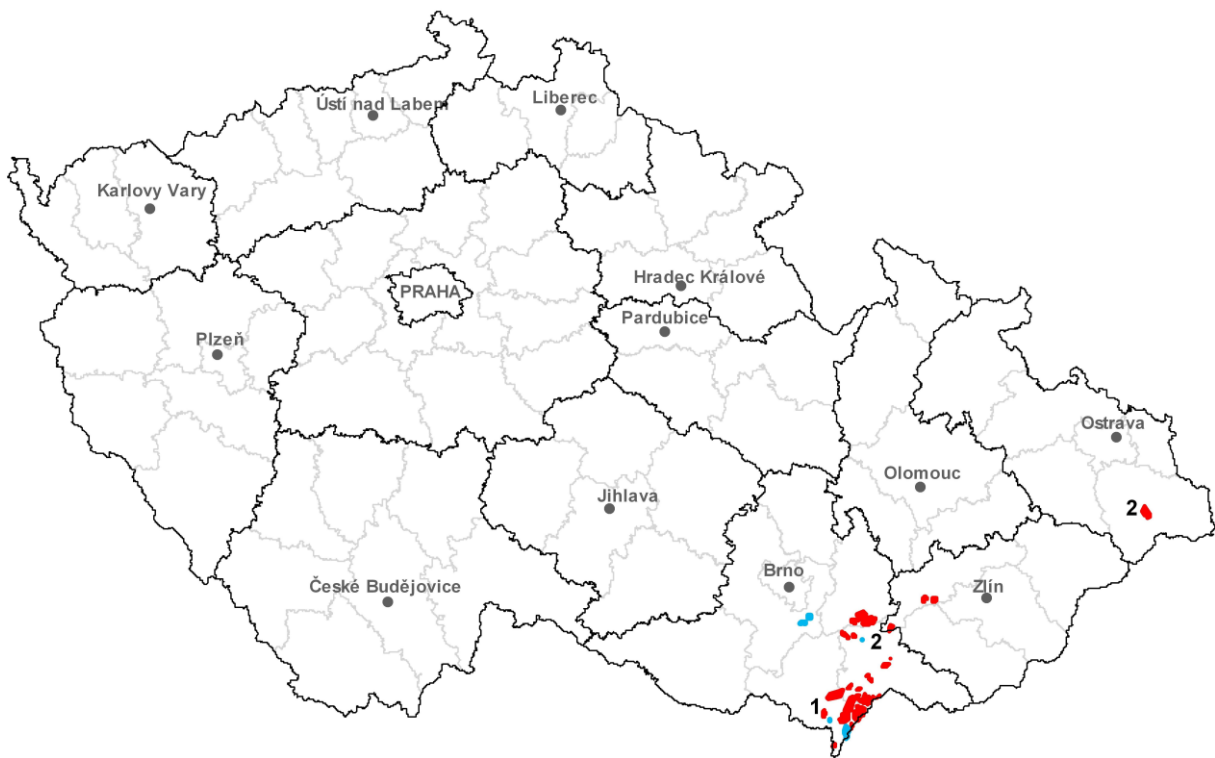 Ústí nad Labem
Liberec
Karlovy Vary
Hradec Králové
PRAHA
Pardubice
Plzeň
Ostrava
Olomouc
Jihlava
2
Brno
Zlín
České Budějovice
2
1